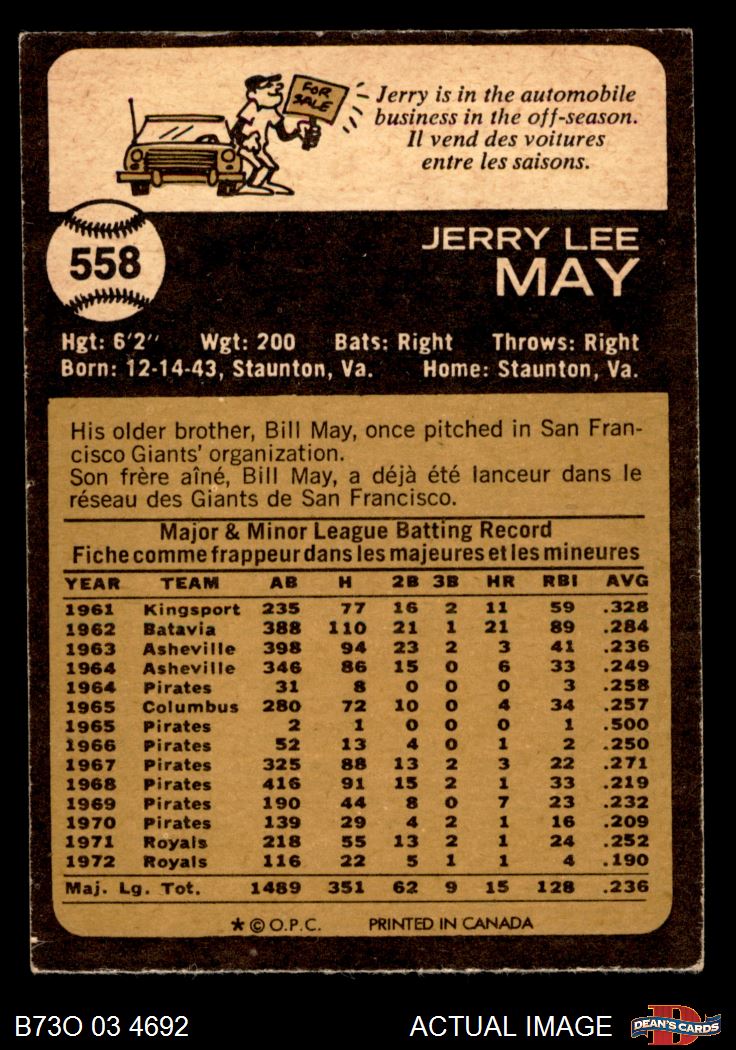 FOR
SALE
Jerry is in the automobile
business in the off-season.
Il vend des voitures
entre les saisons.
558
JERRY LEE
MAY
Hgt: 6'2" Wgt: 200 Bats: Right Throws: Right
Born: 12-14-43, Staunton, Va. Home: Staunton, Va.
His older brother, Bill May, once pitched in San Fran-
cisco Giants' organization.
Son frère aîné, Bill May, a déjà été lanceur dans le
réseau des Giants de San Francisco.
Major & Minor League Batting Record
Fiche comme frappeur dans les majeures et les mineures
YEAR TEAM AB H 2B 3B HR RBI AVG
1961 Kingsport 235 77 16 2 11 59 .328
1962 Batavia 388 110 21 1 21 89 .284
1963 Asheville 398 94 23 2 3 41 .236
1964 Asheville 346 86 15 0 6 33 .249
1964 Pirates 31 8 0 0 0 3 .258
1965 Columbus 280 72 10 0 4 34 .257
1965 Pirates 2 1 0 0 0 1 .500
1966 Pirates 52 13 4 0 1 2 .250
1967 Pirates 325 88 13 2 3 22 .271
1968 Pirates 416 91 15 2 1 33 .219
1969 Pirates 190 44 8 0 7 23 .232
1970 Pirates 139 29 4 2 1 16 .209
1971 Royals 218 55 13 2 1 24 .252
1972 Royals 116 22 5 1 1 4 .190
Maj. Lg. Tot. 1489 351 62 9 15 128 .236
* © O.P.C. PRINTED IN CANADA
B73O 03 4692 ACTUAL IMAGE DEAN'S CARDS